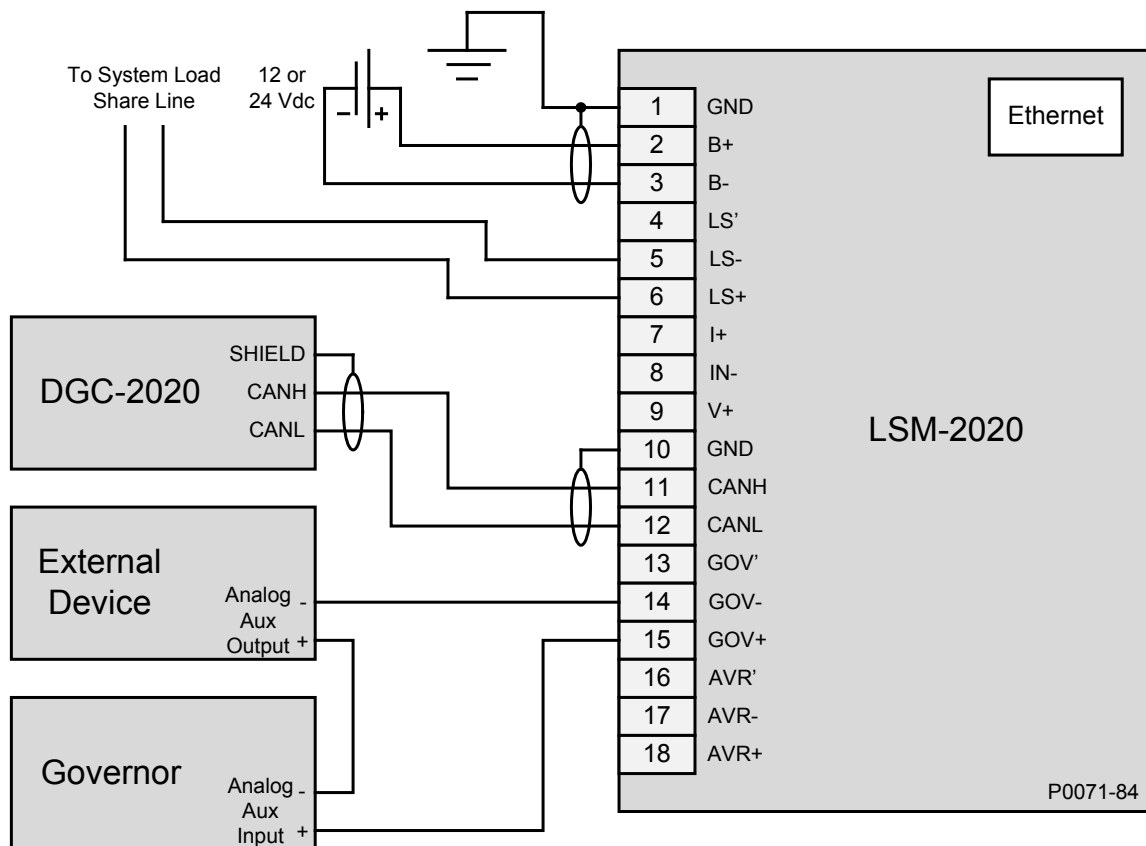 To System Load
Share Line
12 or
24 Vdc
- +
1 GND
2 B+
3 B-
4 LS’
5 LS-
6 LS+
7 I+
8 IN-
9 V+
10 GND
11 CANH
12 CANL
13 GOV’
14 GOV-
15 GOV+
16 AVR’
17 AVR-
18 AVR+
Ethernet
LSM-2020
P0071-84
DGC-2020
SHIELD
CANH
CANL
External
Device
Analog -
Aux
Output +
Governor
Analog -
Aux
Input +